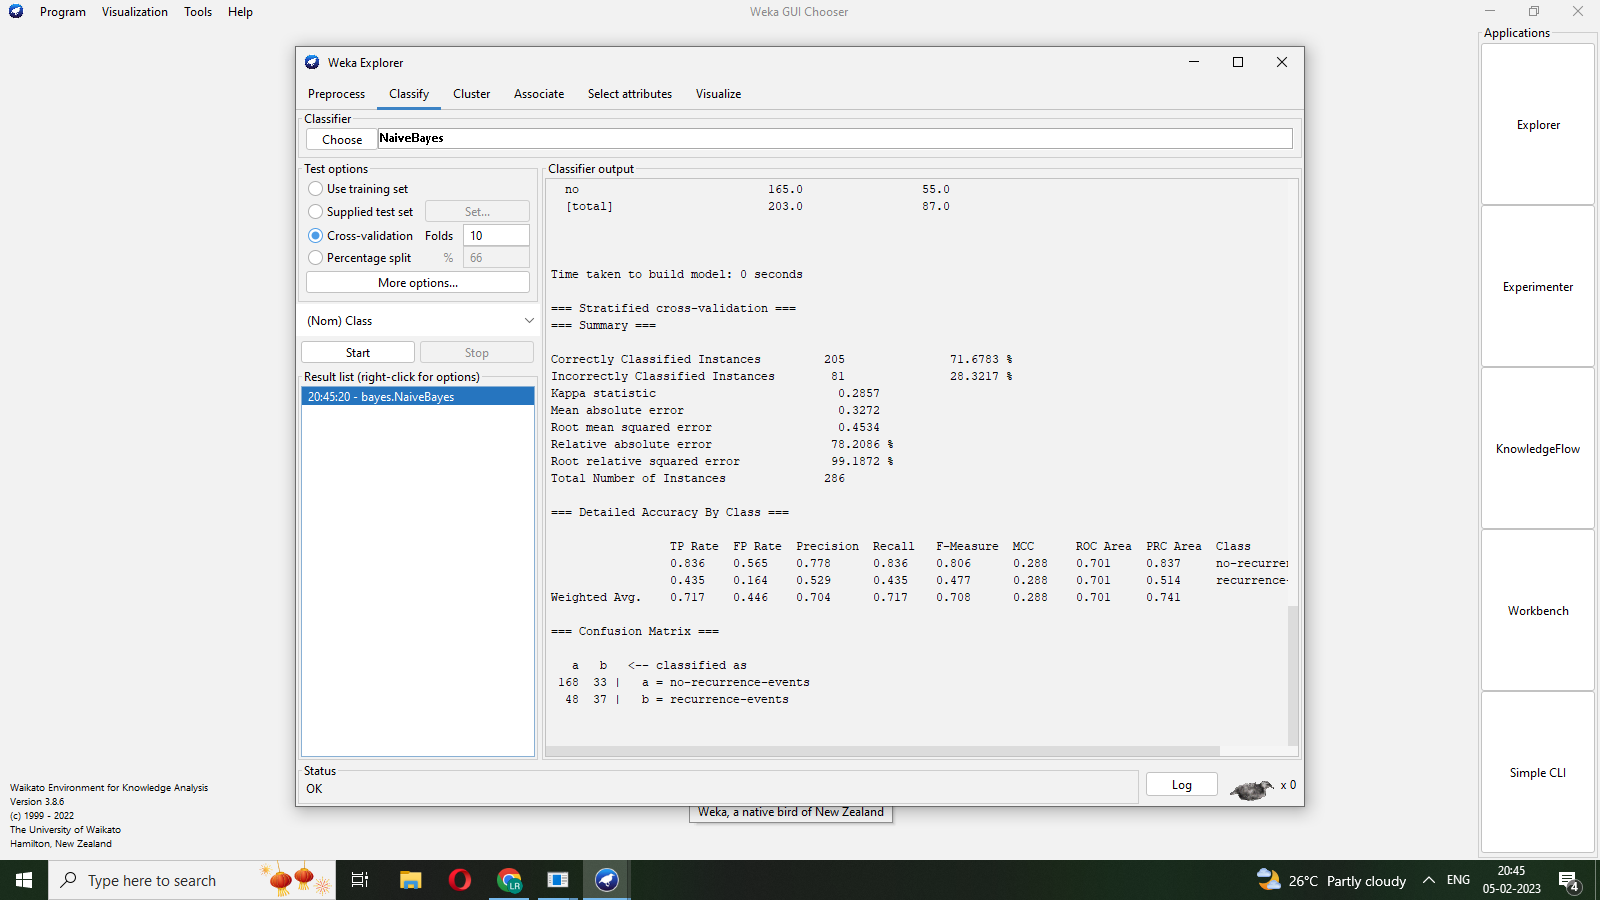 Program Visualization Tools Help
Weka GUI Chooser
Applications
Explorer
Experimenter
KnowledgeFlow
Workbench
Simple CLI
Weka Explorer
Preprocess Classify Cluster Associate Select attributes Visualize
Classifier
Choose NaiveBayes
Test options
Use training set
Supplied test set Set...
Cross-validation Folds 10
Percentage split % 66
More options...
(Nom) Class
Start Stop
Result list (right-click for options)
20:45:20 - bayes.NaiveBayes
Classifier output
no 165.0 55.0
[total] 203.0 87.0
Time taken to build model: 0 seconds
=== Stratified cross-validation ===
=== Summary ===
Correctly Classified Instances 205 71.6783 %
Incorrectly Classified Instances 81 28.3217 %
Kappa statistic 0.2857
Mean absolute error 0.3272
Root mean squared error 0.4534
Relative absolute error 78.2086 %
Root relative squared error 99.1872 %
Total Number of Instances 286
=== Detailed Accuracy By Class ===
TP Rate FP Rate Precision Recall F-Measure MCC ROC Area PRC Area Class
0.836 0.565 0.778 0.836 0.806 0.288 0.701 0.837 no-recurre
0.435 0.164 0.529 0.435 0.477 0.288 0.701 0.514 recurrence-
Weighted Avg. 0.717 0.446 0.704 0.717 0.708 0.288 0.701 0.741
=== Confusion Matrix ===
a b <-- classified as
168 33 | a = no-recurrence-events
48 37 | b = recurrence-events
Status
OK
Log
x 0
Weka, a native bird of New Zealand
Waikato Environment for Knowledge Analysis
Version 3.8.6
(c) 1999 - 2022
The University of Waikato
Hamilton, New Zealand
Type here to search
LR
26°C Partly cloudy
ENG
20:45
05-02-2023
4